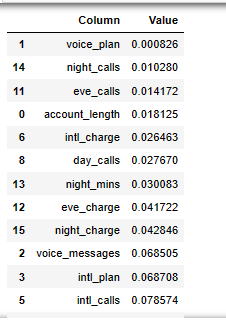 Column Value
1 voice_plan 0.000826
14 night_calls 0.010280
11 eve_calls 0.014172
0 account_length 0.018125
6 intl_charge 0.026463
8 day_calls 0.027670
13 night_mins 0.030083
12 eve_charge 0.041722
15 night_charge 0.042846
2 voice_messages 0.068505
3 intl_plan 0.068708
5 intl_calls 0.078574